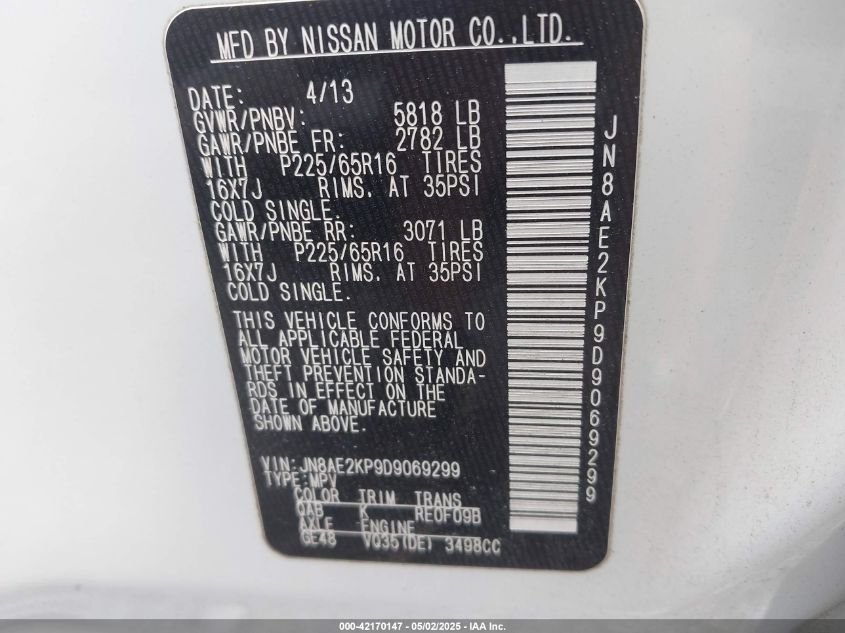 MFD BY NISSAN MOTOR CO.,LTD.
DATE: 4/13
GVWR/PNBV: 5818 LB
GAWR/PNBE FR: 2782 LB
WITH P225/65R16 TIRES
16X7J RIMS. AT 35PSI
COLD SINGLE.
GAWR/PNBE RR: 3071 LB
WITH P225/65R16 TIRES
16X7J RIMS. AT 35PSI
COLD SINGLE.
THIS VEHICLE CONFORMS TO
ALL APPLICABLE FEDERAL
MOTOR VEHICLE SAFETY AND
THEFT PREVENTION STANDA-
RDS IN EFFECT ON THE
DATE OF MANUFACTURE
SHOWN ABOVE.
VIN:JN8AE2KP9D9069299
TYPE:MPV
COLOR TRIM TRANS
QAB K RE0F09B
AXLE ENGINE
GE48 VQ35(DE) 3498CC
JN8AE2KP9D9069299
000-42170147 - 05/02/2025 - IAA Inc.